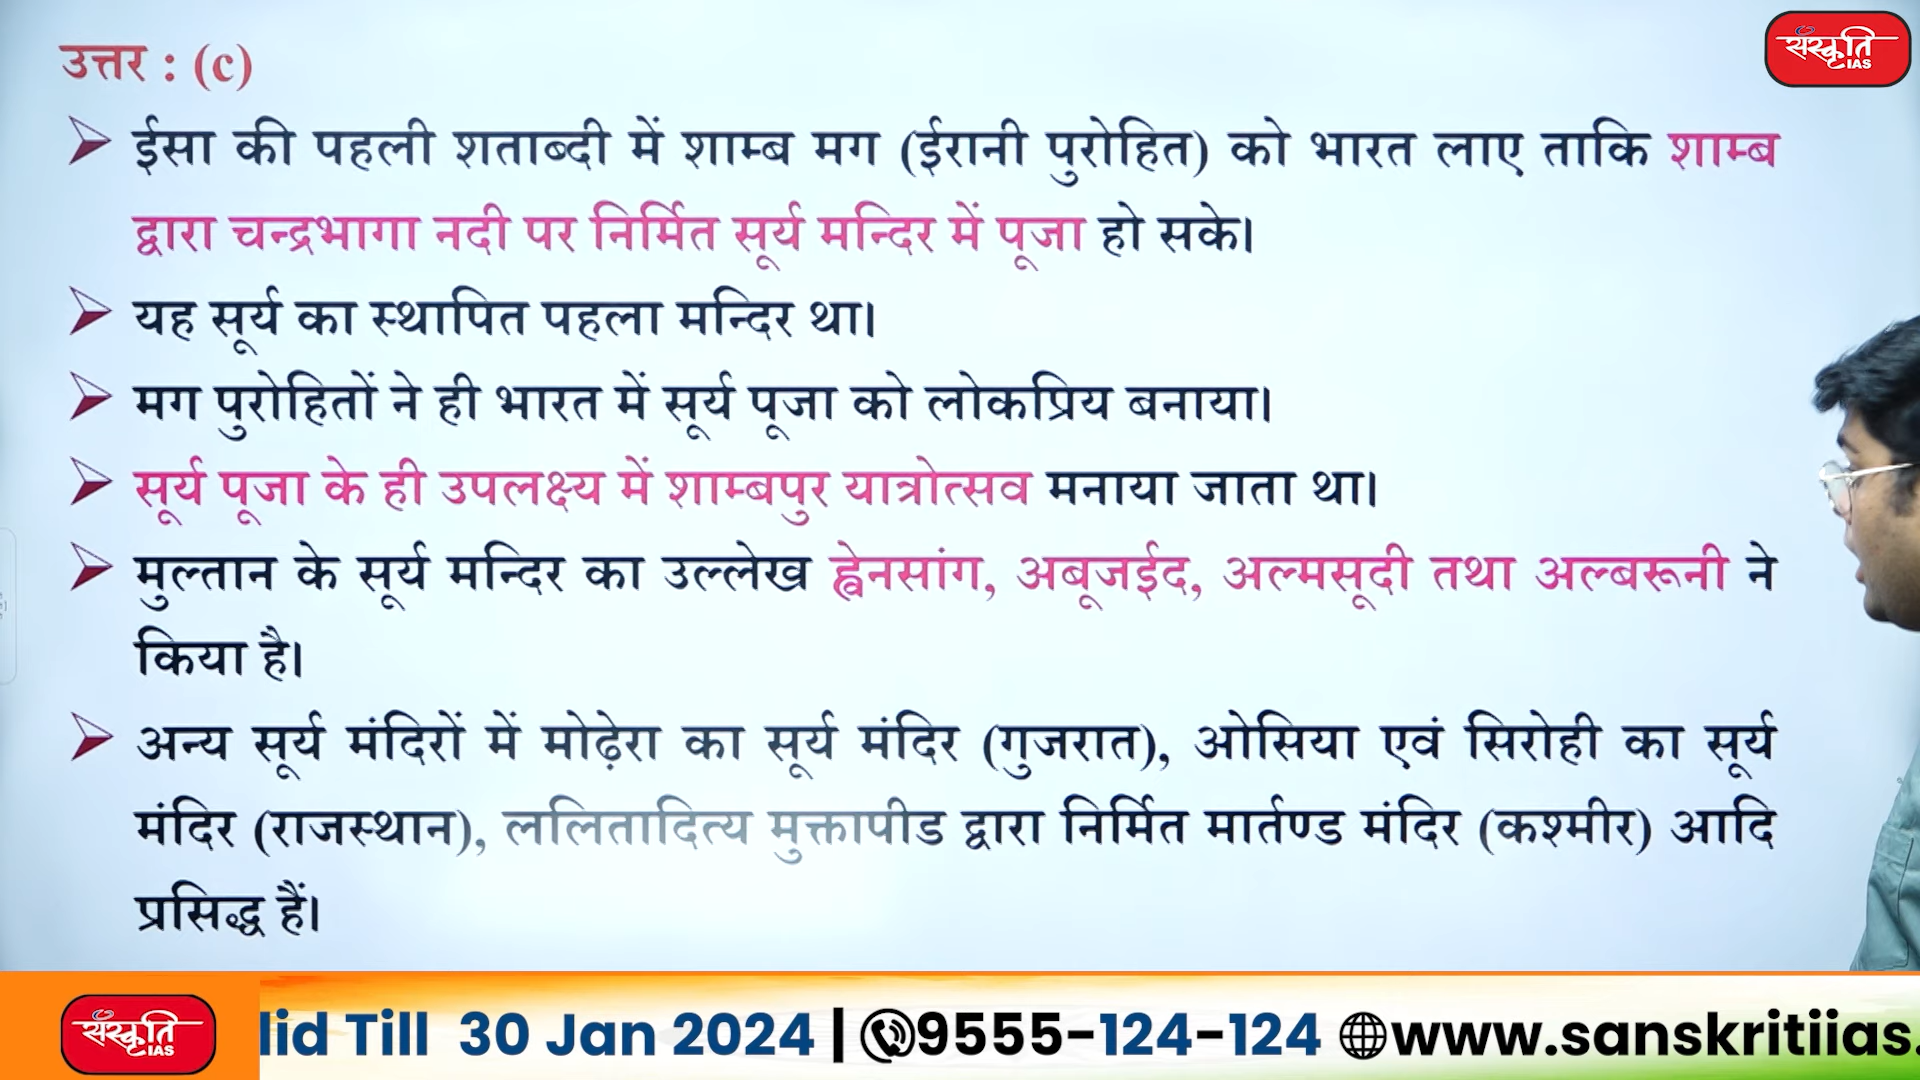 संस्कृति
IAS
उत्तर : (c)
ईसा की पहली शताब्दी में शाम्ब मग (ईरानी पुरोहित) को भारत लाए ताकि शाम्ब
द्वारा चन्द्रभागा नदी पर निर्मित सूर्य मन्दिर में पूजा हो सके।
यह सूर्य का स्थापित पहला मन्दिर था।
मग पुरोहितों ने ही भारत में सूर्य पूजा को लोकप्रिय बनाया।
सूर्य पूजा के ही उपलक्ष्य में शाम्बपुर यात्रोत्सव मनाया जाता था।
मुल्तान के सूर्य मन्दिर का उल्लेख ह्वेनसांग, अबूजईद, अल्मसूदी तथा अल्बरूनी ने
किया है।
अन्य सूर्य मंदिरों में मोढ़ेरा का सूर्य मंदिर (गुजरात), ओसिया एवं सिरोही का सूर्य
मंदिर (राजस्थान), ललितादित्य मुक्तापीड द्वारा निर्मित मार्तण्ड मंदिर (कश्मीर) आदि
प्रसिद्ध हैं।
संस्कृति
IAS
lid Till 30 Jan 2024 | 9555-124-124 www.sanskritiias.